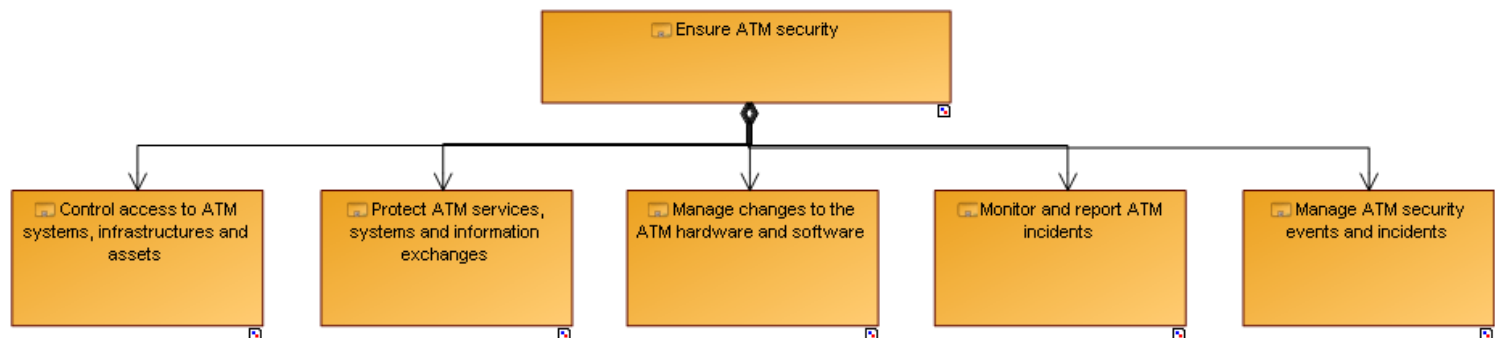 Ensure ATM security
Control access to ATM
systems, infrastructures and
assets
Protect ATM services,
systems and information
exchanges
Manage changes to the
ATM hardware and software
Monitor and report ATM
incidents
Manage ATM security
events and incidents